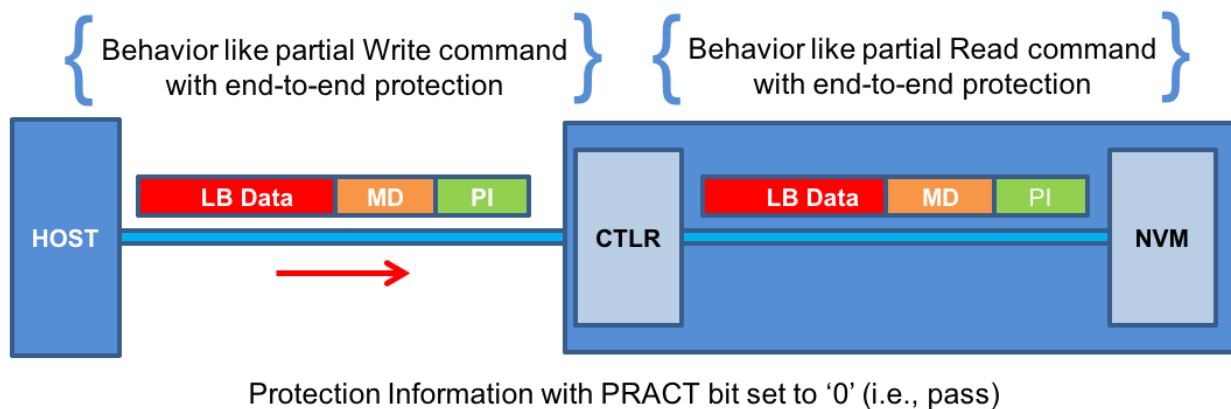 { Behavior like partial Write command with end-to-end protection }
{ Behavior like partial Read command with end-to-end protection }
LB Data MD PI
LB Data MD PI
HOST
CTLR
NVM
Protection Information with PRACT bit set to ‘0’ (i.e., pass)